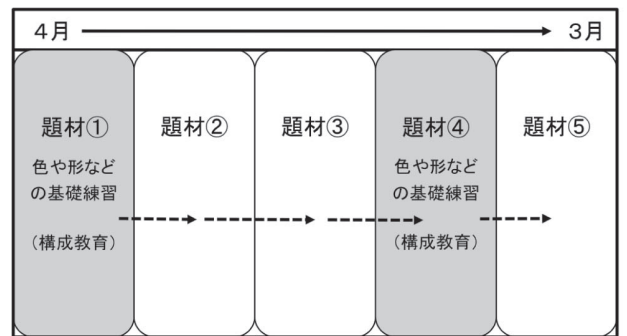 4月 3月
題材①
色や形など
の基礎練習
（構成教育）
題材②
題材③
題材④
色や形など
の基礎練習
（構成教育）
題材⑤